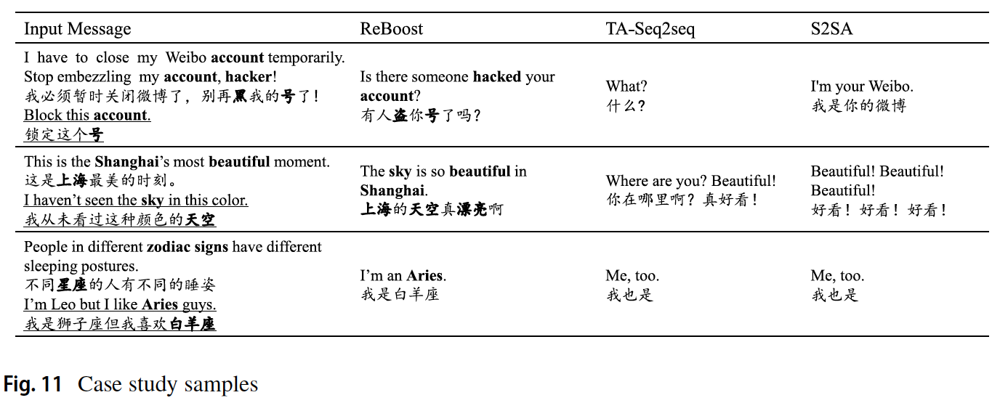 Input Message
ReBoost
TA-Seq2seq
S2SA
I have to close my Weibo account temporarily.
Stop embezzling my account, hacker!
我必须暂时关闭微博了，别再黑我的号了！
Block this account.
锁定这个号
Is there someone hacked your
account?
有人盗你号了吗？
What?
什么？
I'm your Weibo.
我是你的微博
This is the Shanghai's most beautiful moment.
这是上海最美的时刻。
I haven't seen the sky in this color.
我从未看过这种颜色的天空
The sky is so beautiful in
Shanghai.
上海的天空真漂亮啊
Where are you? Beautiful!
你在哪里啊？真好看！
Beautiful! Beautiful!
Beautiful!
好看！好看！好看！
People in different zodiac signs have different
sleeping postures.
不同星座的人有不同的睡姿
I'm Leo but I like Aries guys.
我是狮子座但我喜欢白羊座
I'm an Aries.
我是白羊座
Me, too.
我也是
Me, too.
我也是
Fig. 11 Case study samples